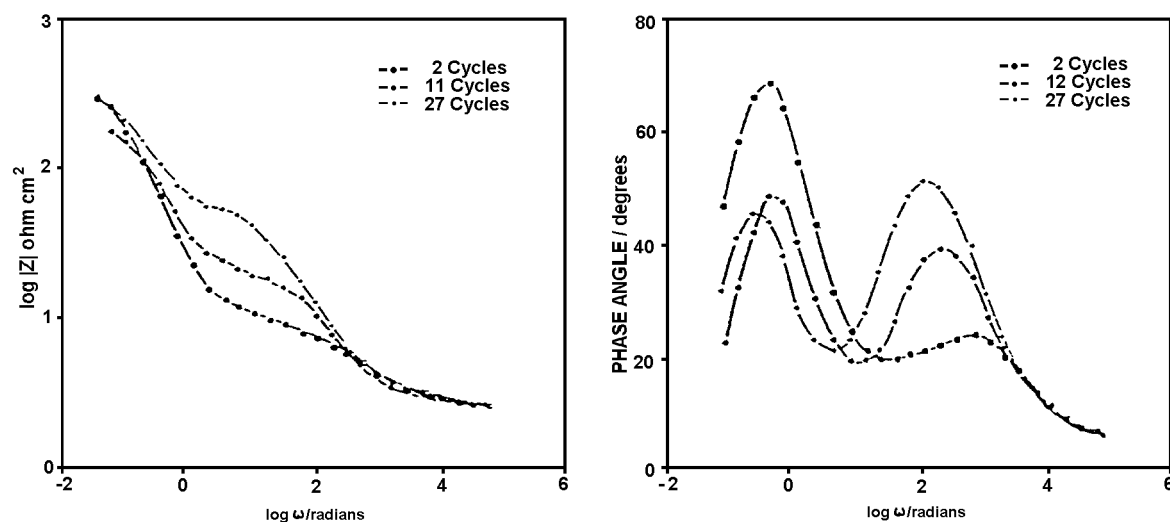 3
2
1
0
log |Z| ohm cm²
-2
0
2
4
6
log ω/radians
2 Cycles
11 Cycles
27 Cycles
80
60
40
20
0
PHASE ANGLE / degrees
-2
0
2
4
6
log ω/radians
2 Cycles
12 Cycles
27 Cycles